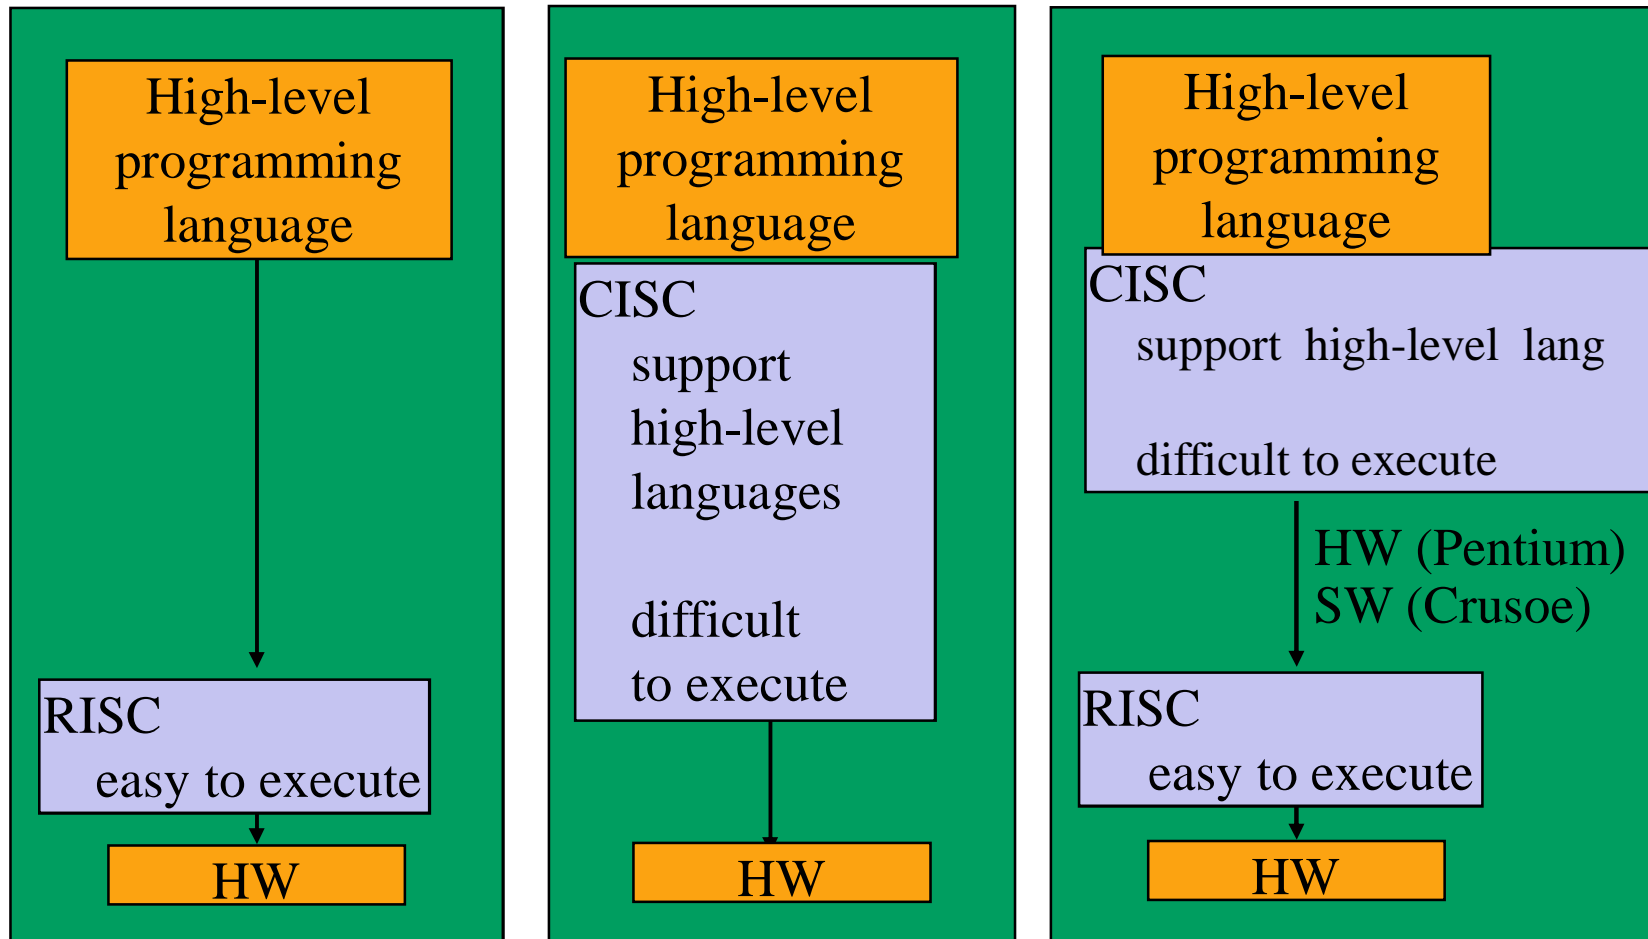 High-level
programming
language
RISC
easy to execute
HW
High-level
programming
language
CISC
support
high-level
languages
difficult
to execute
HW
High-level
programming
language
CISC
support high-level lang
difficult to execute
HW (Pentium)
SW (Crusoe)
RISC
easy to execute
HW